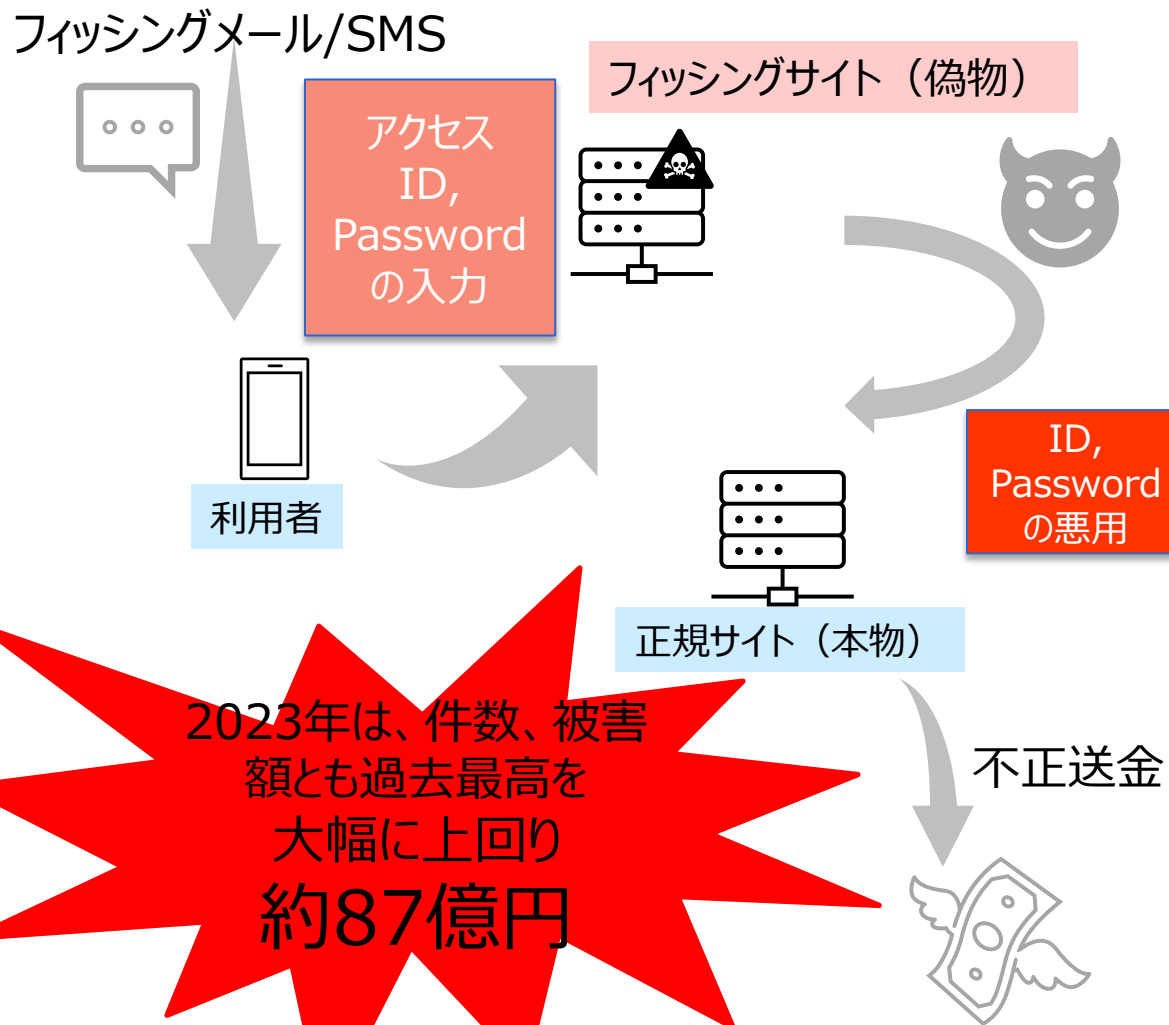 フィッシングメール/SMS
フィッシングサイト（偽物）
アクセス
ID,
Password
の入力
利用者
ID,
Password
の悪用
正規サイト（本物）
2023年は、件数、被害
額とも過去最高を
大幅に上回り
約87億円
不正送金